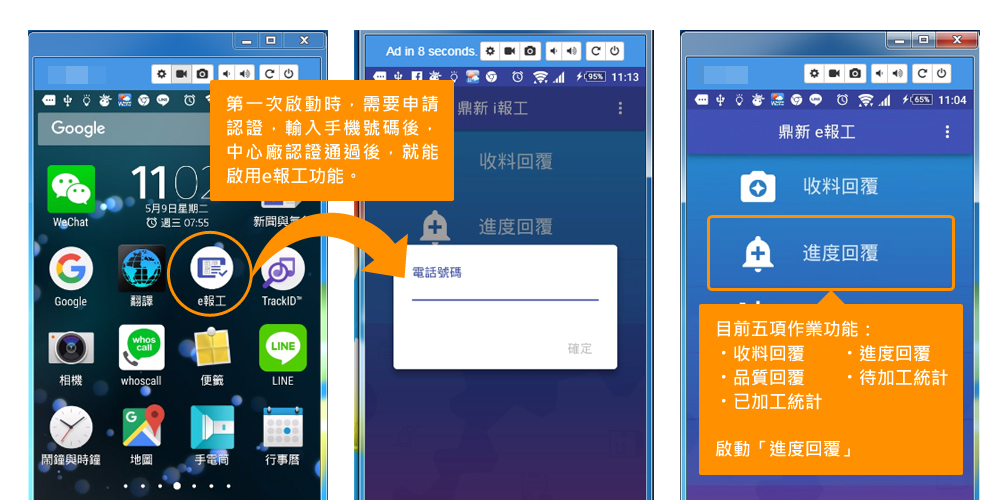 Google
11:02
5月9日星期二
週三 07:55
WeChat
新聞與
Google
翻譯
e報工
TrackID™
相機
whoscall
便籤
LINE
鬧鐘與時鐘
地圖
手電筒
行事曆
whos
call
LINE
第一次啟動時，需要申請
認證，輸入手機號碼後，
中心廠認證通過後，就能
啟用e報工功能。
Ad in 8 seconds.
95%
11:13
鼎新 i報工
收料回覆
進度回覆
電話號碼
確定
X
65%
11:04
鼎新 e報工
收料回覆
進度回覆
目前五項作業功能：
・收料回覆 ・進度回覆
・品質回覆 ・待加工統計
・已加工統計
啟動「進度回覆」